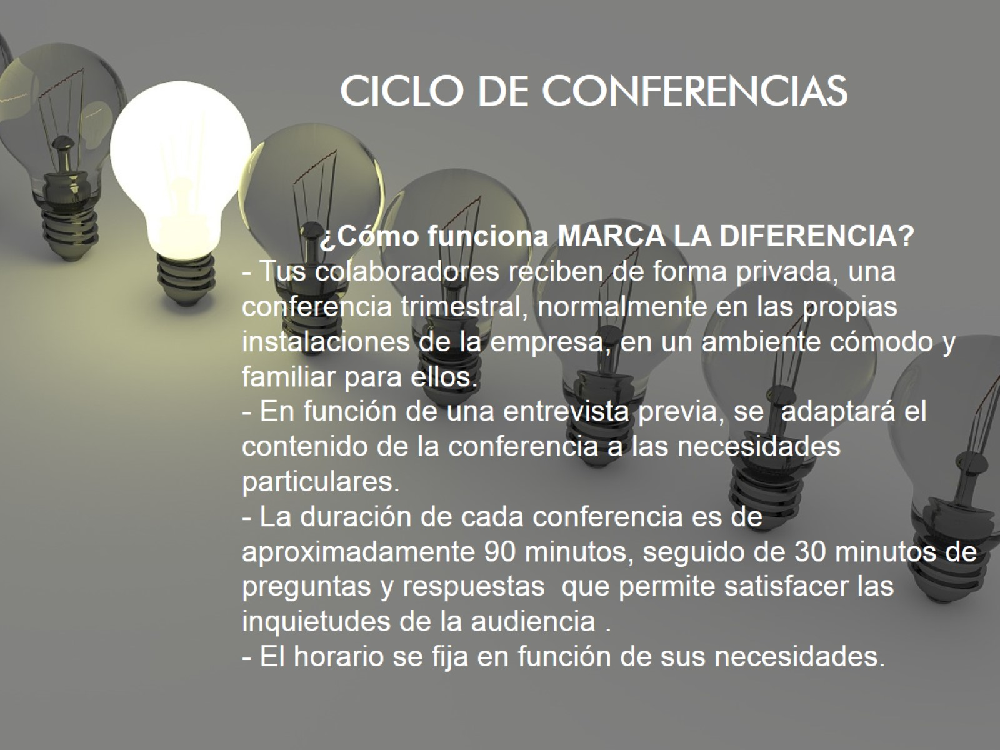 CICLO DE CONFERENCIAS
¿Cómo funciona MARCA LA DIFERENCIA?
- Tus colaboradores reciben de forma privada, una
conferencia trimestral, normalmente en las propias
instalaciones de la empresa, en un ambiente cómodo y
familiar para ellos.
- En función de una entrevista previa, se  adaptará el
contenido de la conferencia a las necesidades
particulares.
- La duración de cada conferencia es de
aproximadamente 90 minutos, seguido de 30 minutos de
preguntas y respuestas  que permite satisfacer las
inquietudes de la audiencia .
- El horario se fija en función de sus necesidades.